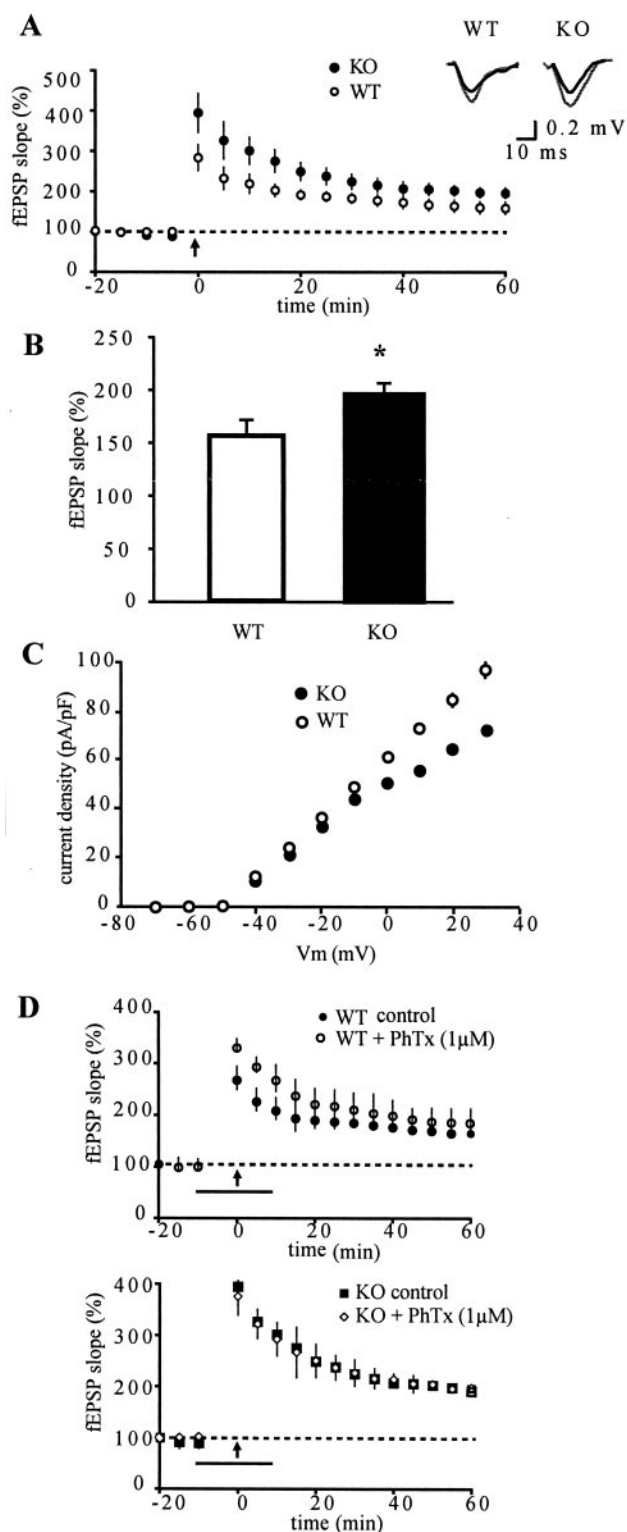 A
WT KO
KO
WT
0.2 mV
10 ms
fEPSP slope (%)
500
400
300
200
100
0
-20 0 20 40 60
time (min)
B
*
fEPSP slope (%)
250
200
150
100
50
0
WT KO
C
KO
WT
current density (pA/pF)
100
80
60
40
20
0
-80 -60 -40 -20 0 20 40
Vm (mV)
D
WT control
WT + PhTx (1μM)
fEPSP slope (%)
400
300
200
100
0
-20 0 20 40 60
time (min)
KO control
KO + PhTx (1μM)
fEPSP slope (%)
400
300
200
100
0
-20 0 20 40 60
time (min)